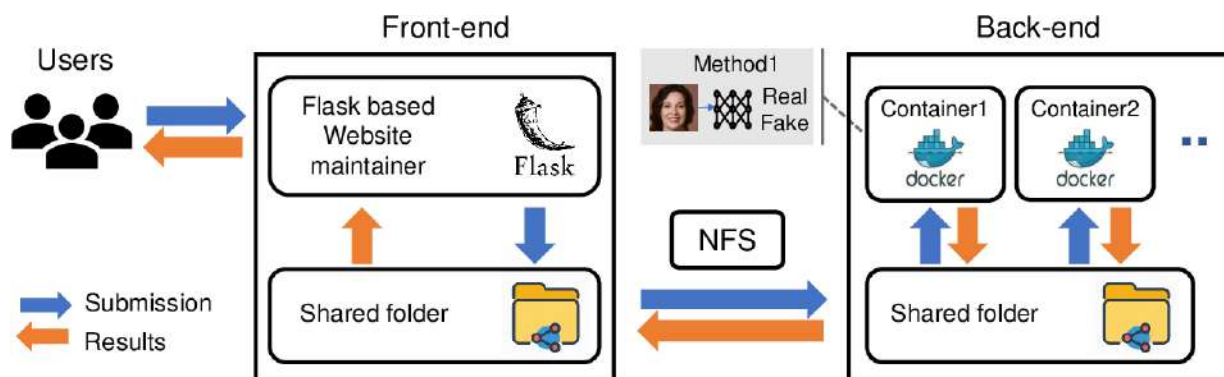 Front-end
Back-end
Users
Flask based
Website
maintainer
Flask
Method1
Real
Fake
Container1
docker
Container2
docker
NFS
Submission
Results
Shared folder
Shared folder